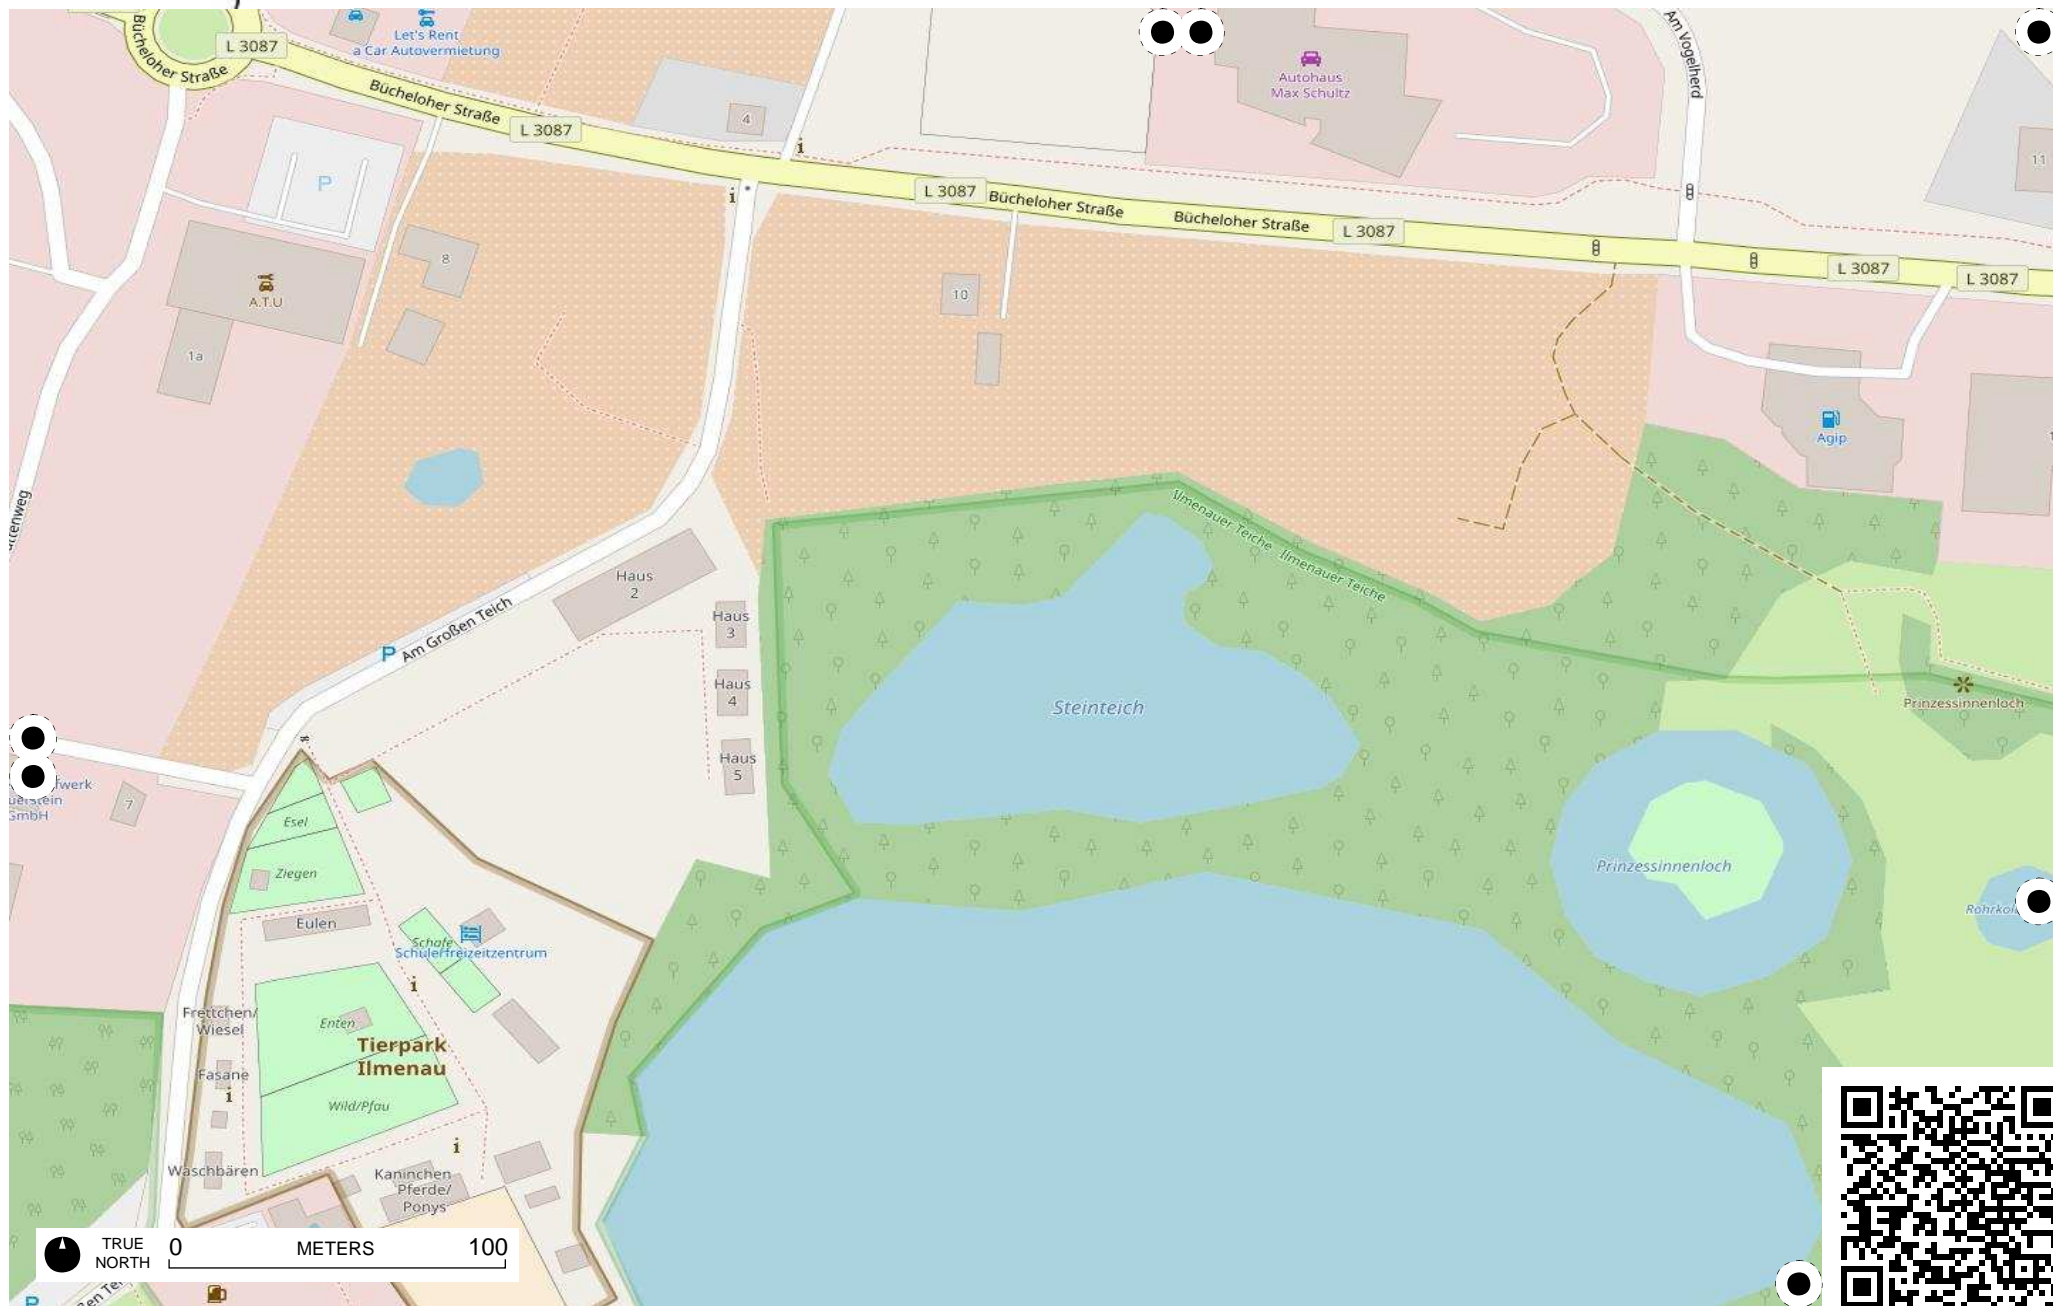 Bücheloher Straße
L 3087
Let's Rent
a Car Autovermietung
Bücheloher Straße
L 3087
4
Autohaus
Max Schultz
Am Vogelherd
11
P
L 3087
Bücheloher Straße
Bücheloher Straße
L 3087
L 3087
L 3087
8
10
A.T.U
1a
Agip
Ilmenauer Teiche
Ilmenauer Teiche
Haus
2
Haus
3
P
Am Großen Teich
Haus
4
Steinteich
Prinzessinnenloch
Haus
5
7
GmbH
Esel
Ziegen
Prinzessinnenloch
Eulen
Schafe
Schülerfreizeitzentrum
Frettchen/
Wiesel
Enten
Tierpark
Ilmenau
Fasane
Wild/Pfau
Waschbären
Kaninchen
Pferde/
Ponys
TRUE
NORTH
0
METERS
100
P